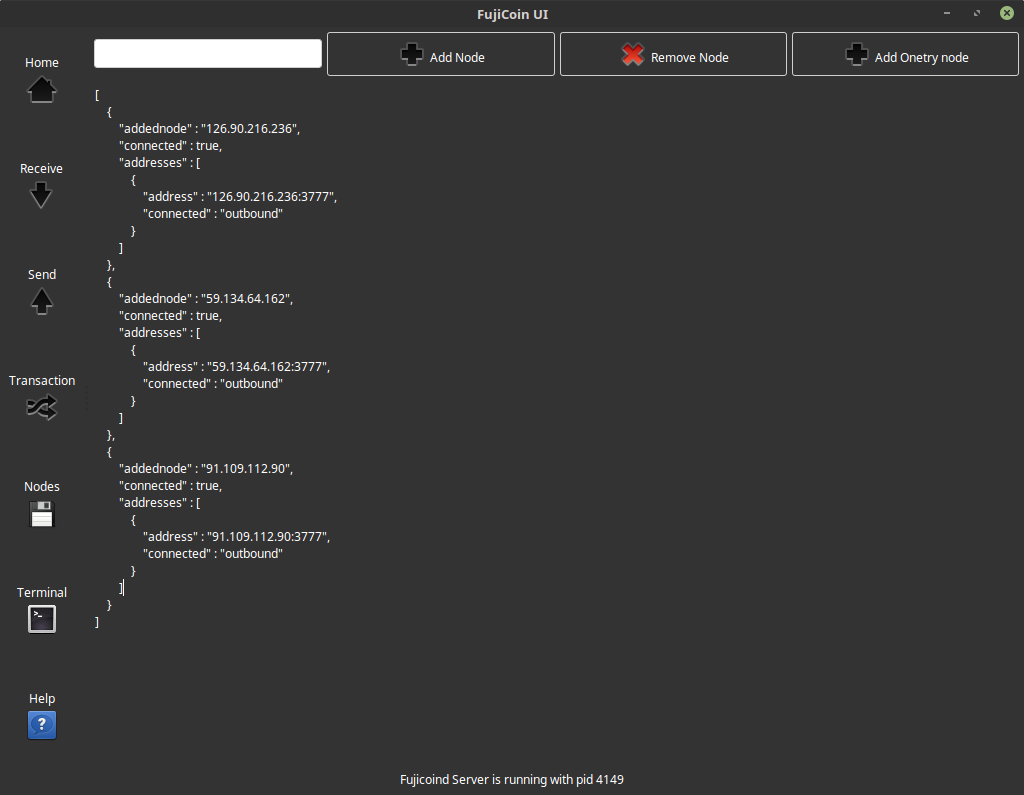 FujiCoin UI
Home
Add Node
Remove Node
Add Onetry node
[
{
"addednode" : "126.90.216.236",
"connected" : true,
"addresses" : [
{
"address" : "126.90.216.236:3777",
"connected" : "outbound"
}
]
},
{
"addednode" : "59.134.64.162",
"connected" : true,
"addresses" : [
{
"address" : "59.134.64.162:3777",
"connected" : "outbound"
}
]
},
{
"addednode" : "91.109.112.90",
"connected" : true,
"addresses" : [
{
"address" : "91.109.112.90:3777",
"connected" : "outbound"
}
]
}
]
Receive
Send
Transaction
Nodes
Terminal
>_
Help
?
Fujicoind Server is running with pid 4149